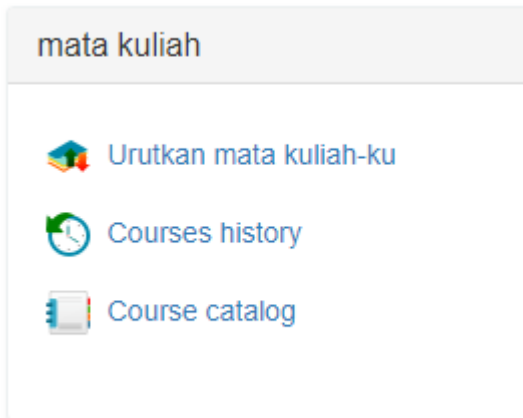 mata kuliah
Urutkan mata kuliah-ku
Courses history
Course catalog